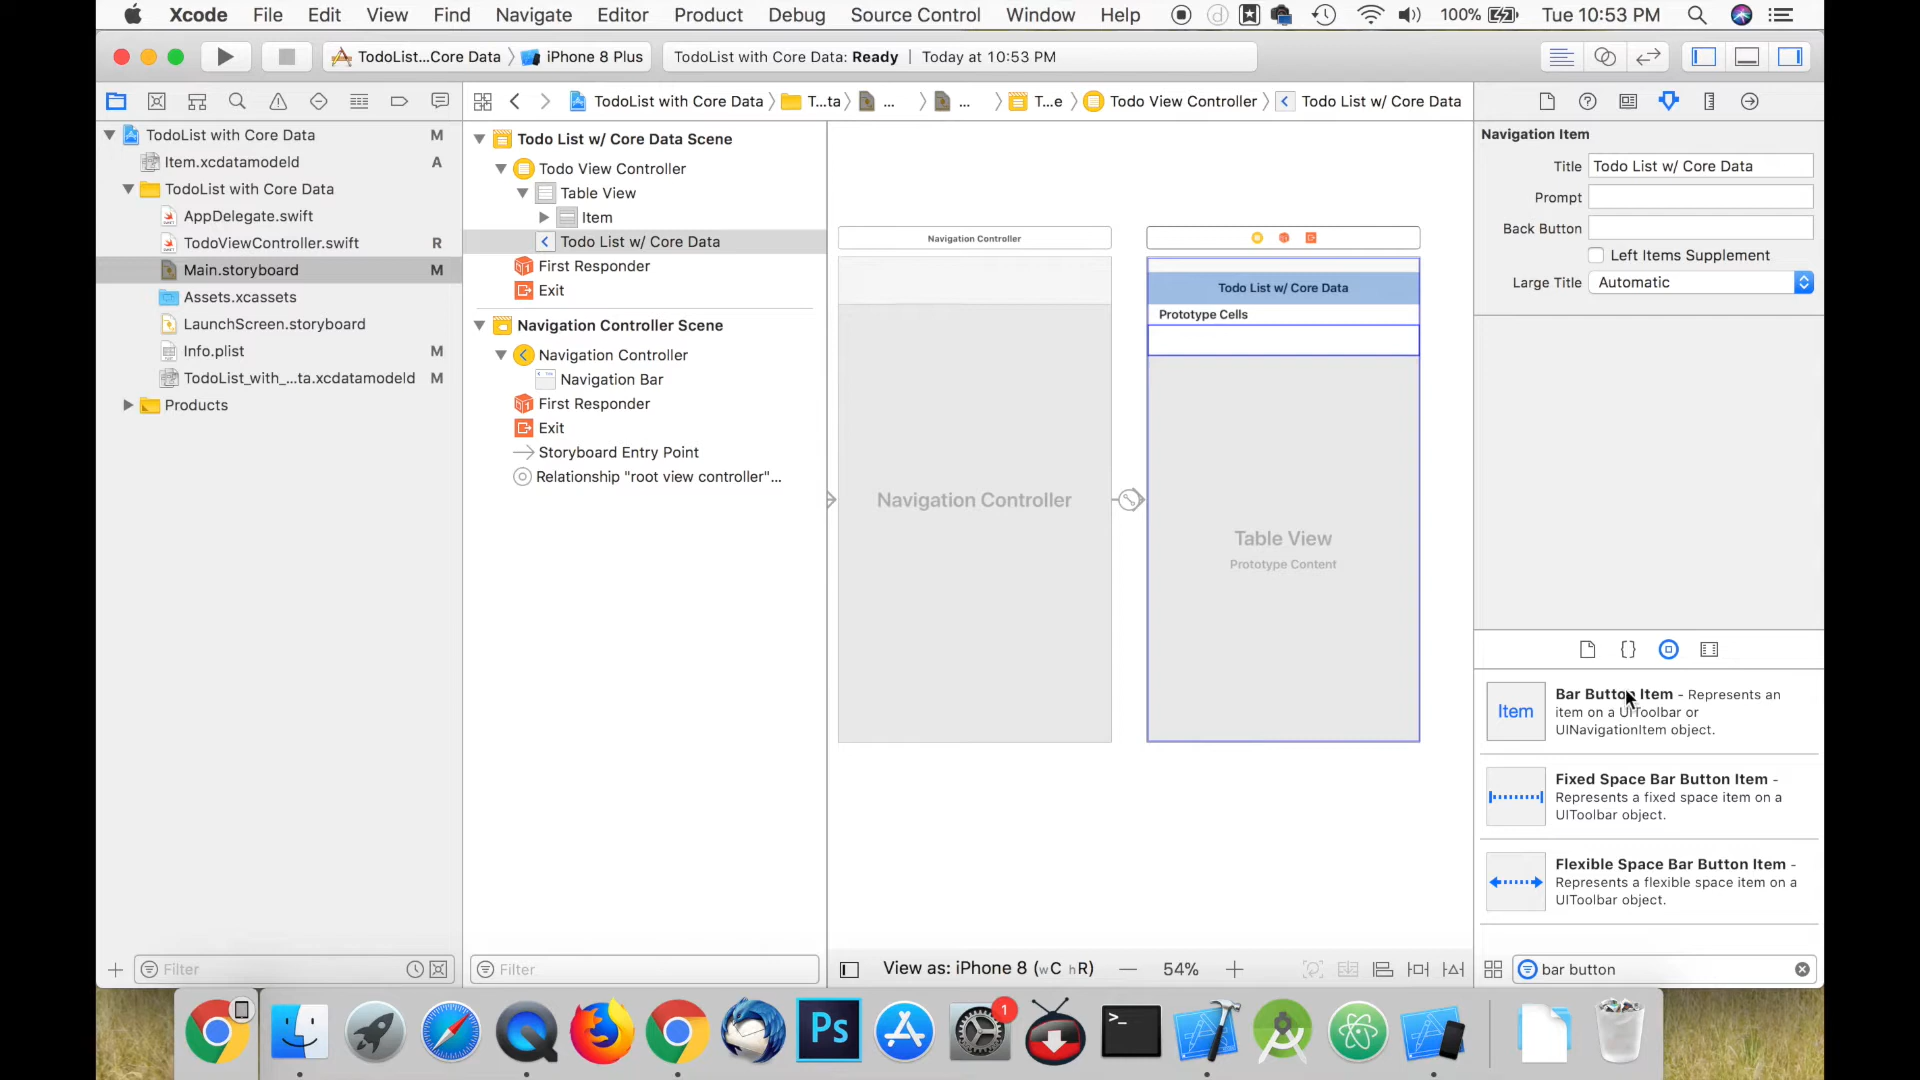 Xcode File Edit View Find Navigate Editor Product Debug Source Control Window Help 100% Tue 10:53 PM
TodoList...Core Data iPhone 8 Plus TodoList with Core Data: Ready | Today at 10:53 PM
TodoList with Core Data T...ta ... ... T...e Todo View Controller Todo List w/ Core Data
TodoList with Core Data M
Item.xcdatamodeld A
TodoList with Core Data
AppDelegate.swift
TodoViewController.swift R
Main.storyboard M
Assets.xcassets
LaunchScreen.storyboard
Info.plist M
TodoList_with_...ta.xcdatamodeld M
Products
Filter
Todo List w/ Core Data Scene
Todo View Controller
Table View
Item
Todo List w/ Core Data
First Responder
Exit
Navigation Controller Scene
Navigation Controller
Navigation Bar
First Responder
Exit
Storyboard Entry Point
Relationship "root view controller"...
Filter
Navigation Controller
Navigation Controller
Todo List w/ Core Data
Prototype Cells
Table View
Prototype Content
View as: iPhone 8 (wC hR) — 54% +
Navigation Item
Title Todo List w/ Core Data
Prompt
Back Button
Left Items Supplement
Large Title Automatic
Item
Bar Button Item - Represents an
item on a UIToolbar or
UINavigationItem object.
Fixed Space Bar Button Item -
Represents a fixed space item on a
UIToolbar object.
Flexible Space Bar Button Item -
Represents a flexible space item on a
UIToolbar object.
bar button
Ps
1
>_